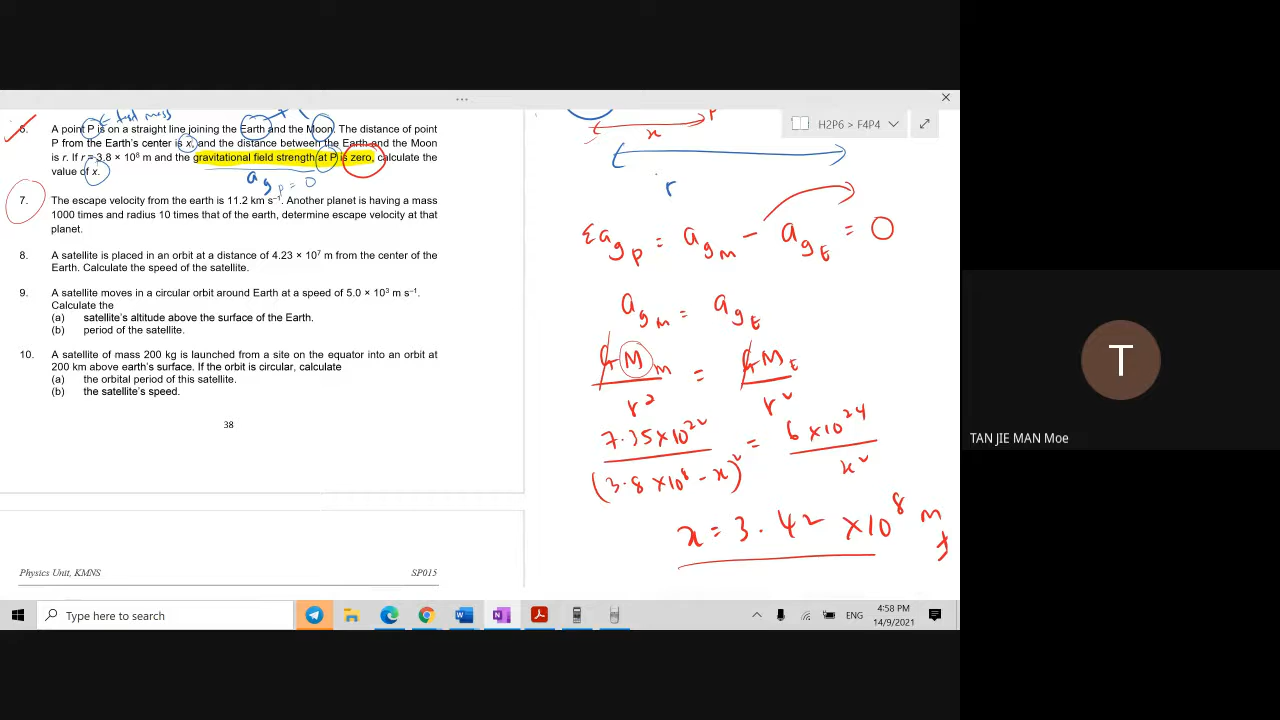 test mass
6. A point P is on a straight line joining the Earth and the Moon. The distance of point
P from the Earth's center is x, and the distance between the Earth and the Moon
is r. If r = 3.8 × 10⁸ m and the gravitational field strength at P is zero, calculate the
value of x.
a g P = 0
7. The escape velocity from the earth is 11.2 km s⁻¹. Another planet is having a mass
1000 times and radius 10 times that of the earth, determine escape velocity at that
planet.
8. A satellite is placed in an orbit at a distance of 4.23 × 10⁷ m from the center of the
Earth. Calculate the speed of the satellite.
9. A satellite moves in a circular orbit around Earth at a speed of 5.0 × 10³ m s⁻¹.
Calculate the
(a) satellite's altitude above the surface of the Earth.
(b) period of the satellite.
10. A satellite of mass 200 kg is launched from a site on the equator into an orbit at
200 km above earth's surface. If the orbit is circular, calculate
(a) the orbital period of this satellite.
(b) the satellite's speed.
38
Physics Unit, KMNS SP015
H2P6 > F4P4
P
x
r
Σ a g P = a g M − a g E = 0
a g M = a g E
G M M / r² = G M E / r²
7.35 × 10²² / (3.8 × 10⁸ − x)² = 6 × 10²⁴ / x²
x = 3.42 × 10⁸ m
TAN JIE MAN Moe
T
Type here to search
ENG
4:58 PM
14/9/2021